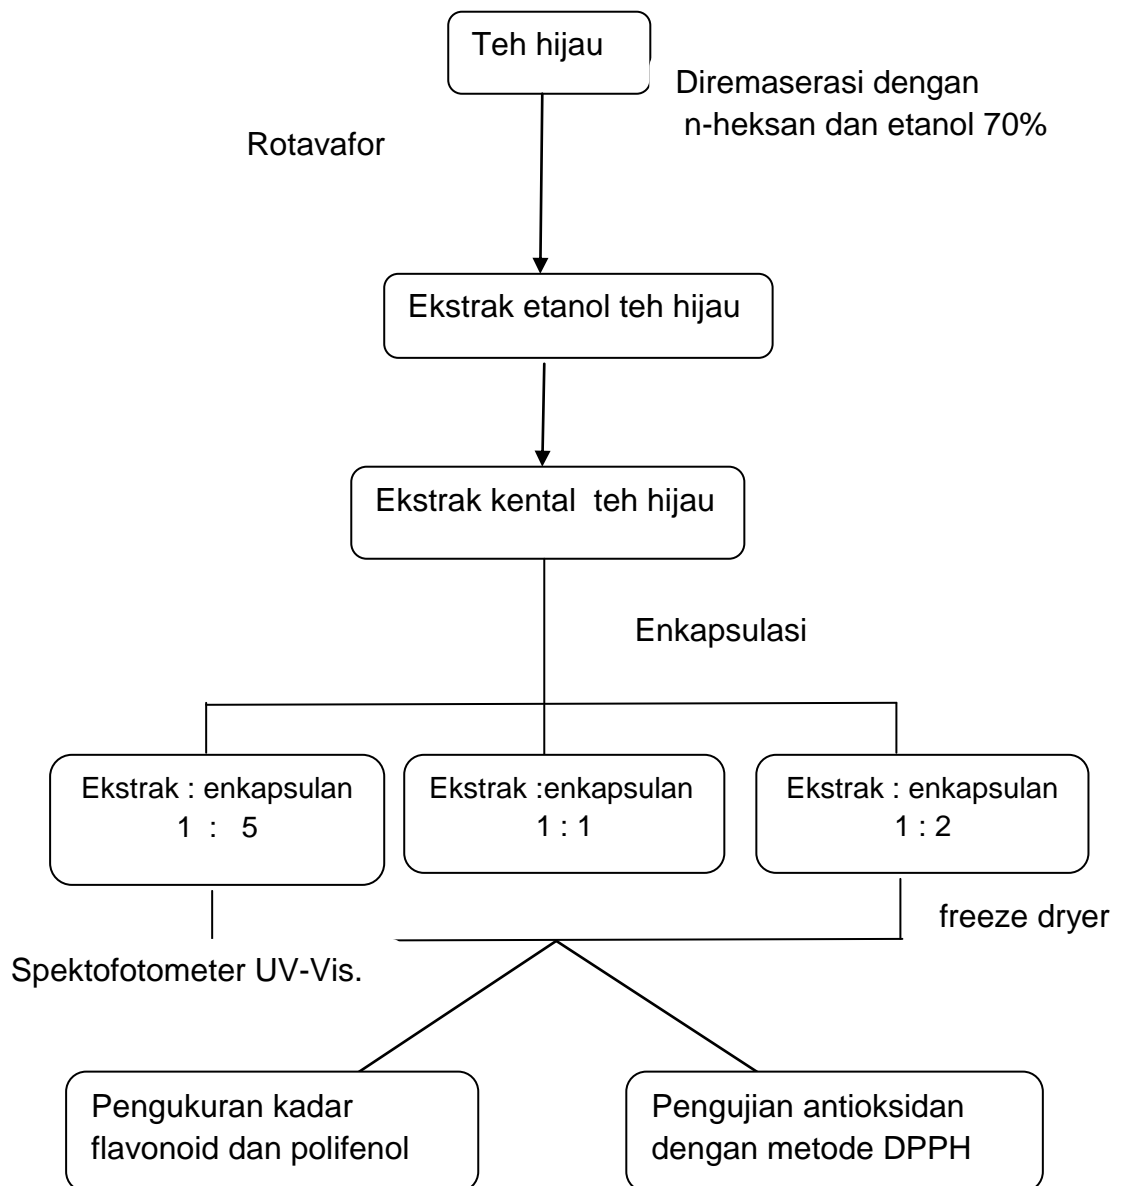 Teh hijau
Diremaserasi dengan
n-heksan dan etanol 70%
Rotavafor
Ekstrak etanol teh hijau
Ekstrak kental teh hijau
Enkapsulasi
Ekstrak : enkapsulan
1 : 5
Ekstrak :enkapsulan
1 : 1
Ekstrak : enkapsulan
1 : 2
freeze dryer
Spektofotometer UV-Vis.
Pengukuran kadar
flavonoid dan polifenol
Pengujian antioksidan
dengan metode DPPH